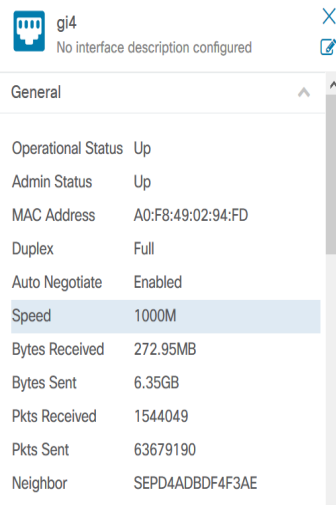 gi4
No interface description configured
General
Operational Status Up
Admin Status Up
MAC Address A0:F8:49:02:94:FD
Duplex Full
Auto Negotiate Enabled
Speed 1000M
Bytes Received 272.95MB
Bytes Sent 6.35GB
Pkts Received 1544049
Pkts Sent 63679190
Neighbor SEPD4ADBDF4F3AE